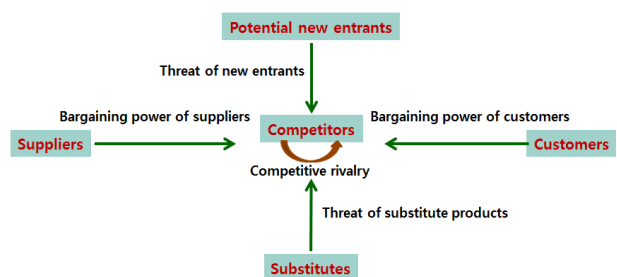 Potential new entrants
Threat of new entrants
Bargaining power of suppliers
Bargaining power of customers
Competitors
Suppliers
Customers
Competitive rivalry
Threat of substitute products
Substitutes